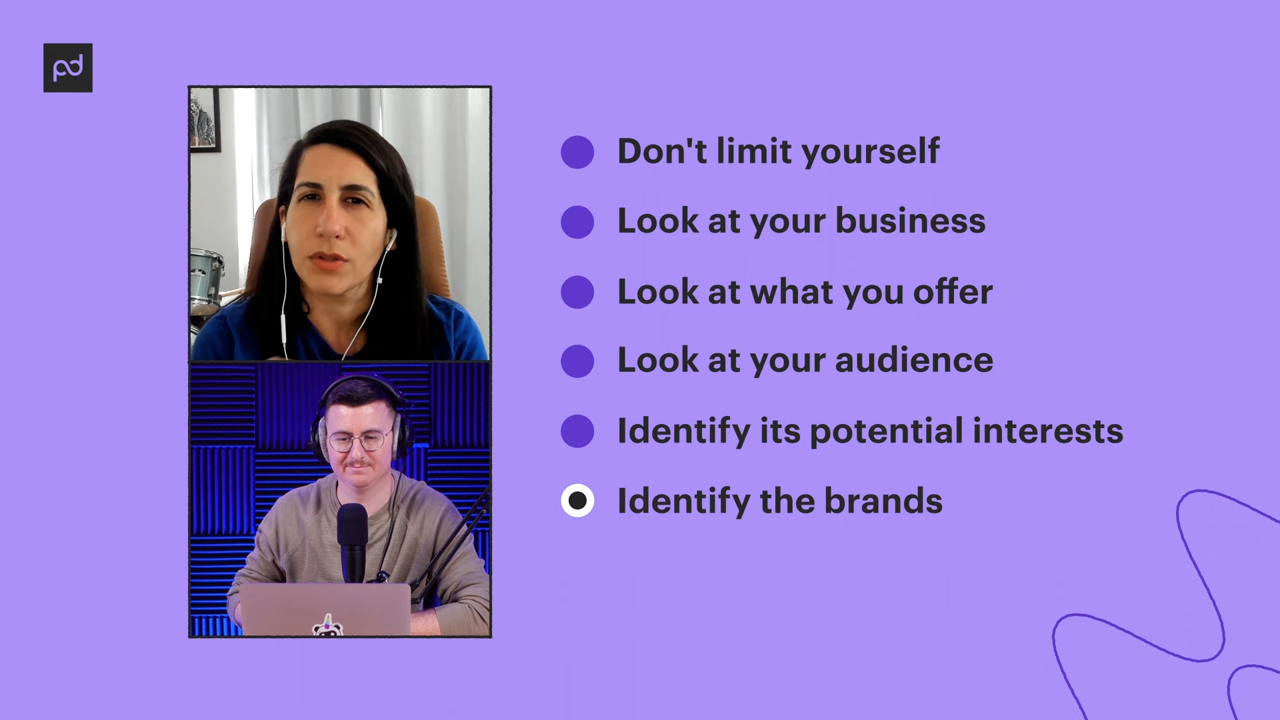 pd
Don't limit yourself
Look at your business
Look at what you offer
Look at your audience
Identify its potential interests
Identify the brands